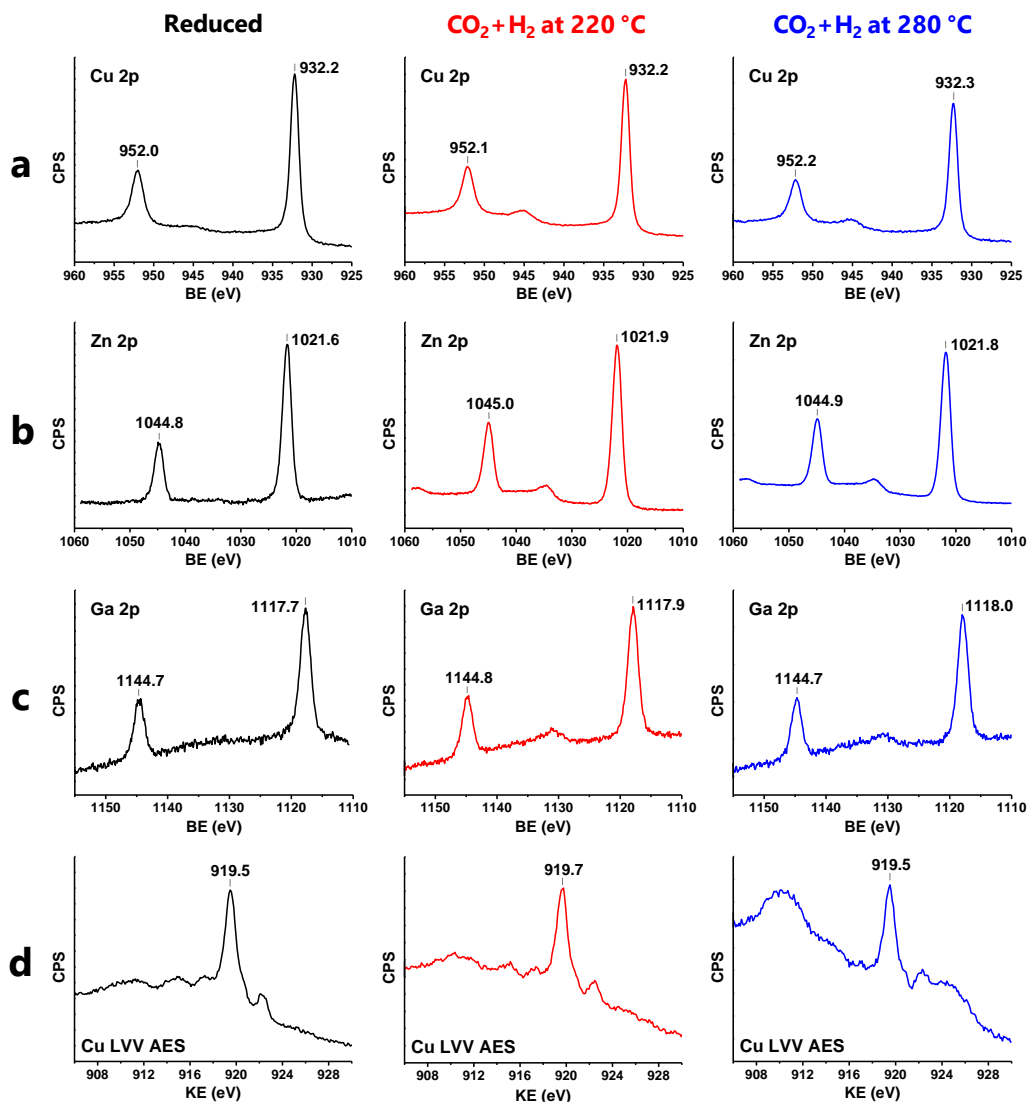 Reduced
CO₂+H₂ at 220 °C
CO₂+H₂ at 280 °C
a
Cu 2p
932.2
952.0
CPS
960 955 950 945 940 935 930 925
BE (eV)
Cu 2p
932.2
952.1
CPS
960 955 950 945 940 935 930 925
BE (eV)
Cu 2p
932.3
952.2
CPS
960 955 950 945 940 935 930 925
BE (eV)
b
Zn 2p
1021.6
1044.8
CPS
1060 1050 1040 1030 1020 1010
BE (eV)
Zn 2p
1021.9
1045.0
CPS
1060 1050 1040 1030 1020 1010
BE (eV)
Zn 2p
1021.8
1044.9
CPS
1060 1050 1040 1030 1020 1010
BE (eV)
c
Ga 2p
1117.7
1144.7
CPS
1150 1140 1130 1120 1110
BE (eV)
Ga 2p
1117.9
1144.8
CPS
1150 1140 1130 1120 1110
BE (eV)
Ga 2p
1118.0
1144.7
CPS
1150 1140 1130 1120 1110
BE (eV)
d
919.5
CPS
Cu LVV AES
908 912 916 920 924 928
KE (eV)
919.7
CPS
Cu LVV AES
908 912 916 920 924 928
KE (eV)
919.5
CPS
Cu LVV AES
908 912 916 920 924 928
KE (eV)